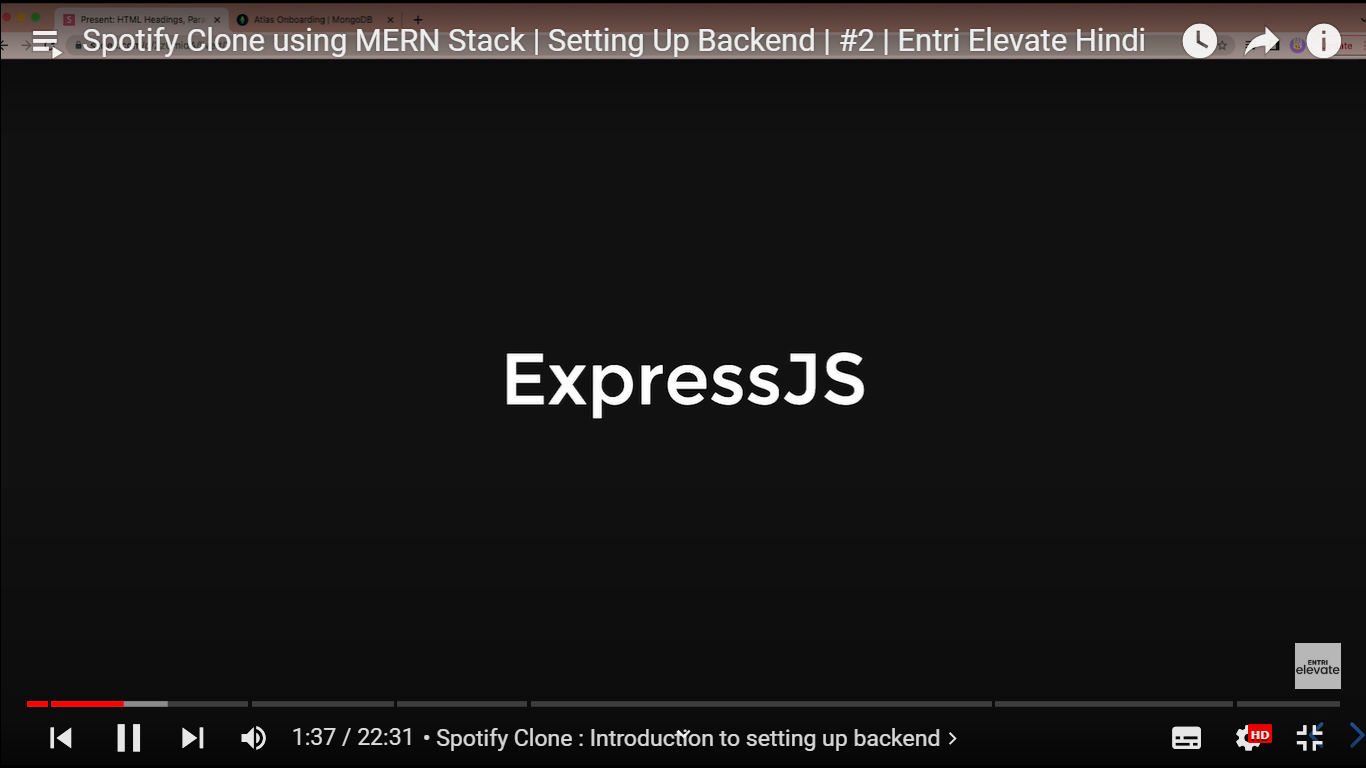 S Present: HTML Headings, Para
Atlas Onboarding | MongoDB
Spotify Clone using MERN Stack | Setting Up Backend | #2 | Entri Elevate Hindi
ExpressJS
ENTRI
elevate
1:37 / 22:31 • Spotify Clone : Introduction to setting up backend
HD